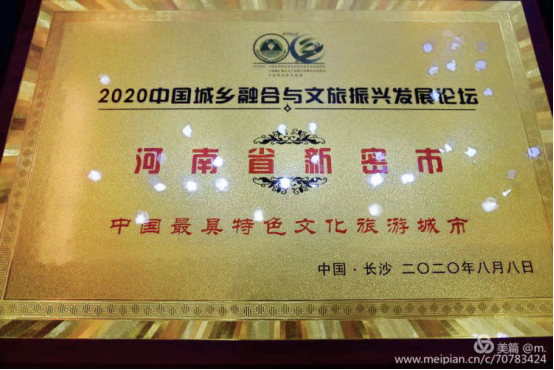 2020中国城乡融合与文旅振兴发展论坛
河南省新密市
中国最具特色文化旅游城市
中国·长沙 二〇二〇年八月八日
美篇 @m.
www.meipian.cn/c/70783424